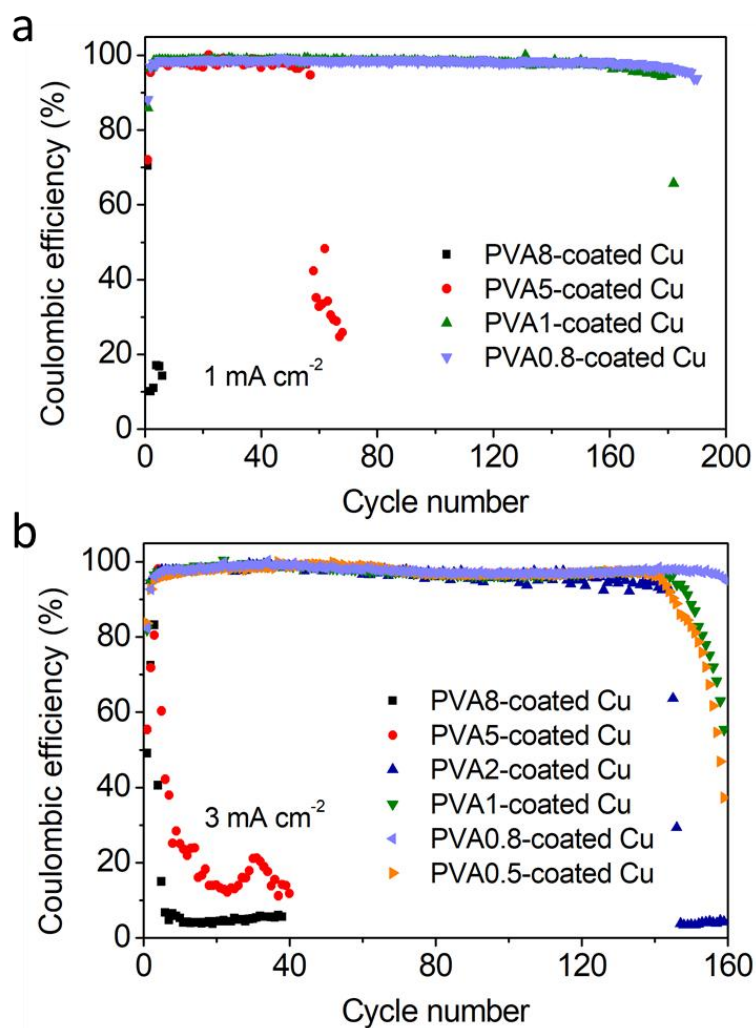 a
Coulombic efficiency (%)
100
80
60
40
20
0
PVA8-coated Cu
PVA5-coated Cu
PVA1-coated Cu
PVA0.8-coated Cu
1 mA cm⁻²
0 40 80 120 160 200
Cycle number
b
Coulombic efficiency (%)
100
80
60
40
20
0
PVA8-coated Cu
PVA5-coated Cu
PVA2-coated Cu
PVA1-coated Cu
PVA0.8-coated Cu
PVA0.5-coated Cu
3 mA cm⁻²
0 40 80 120 160
Cycle number